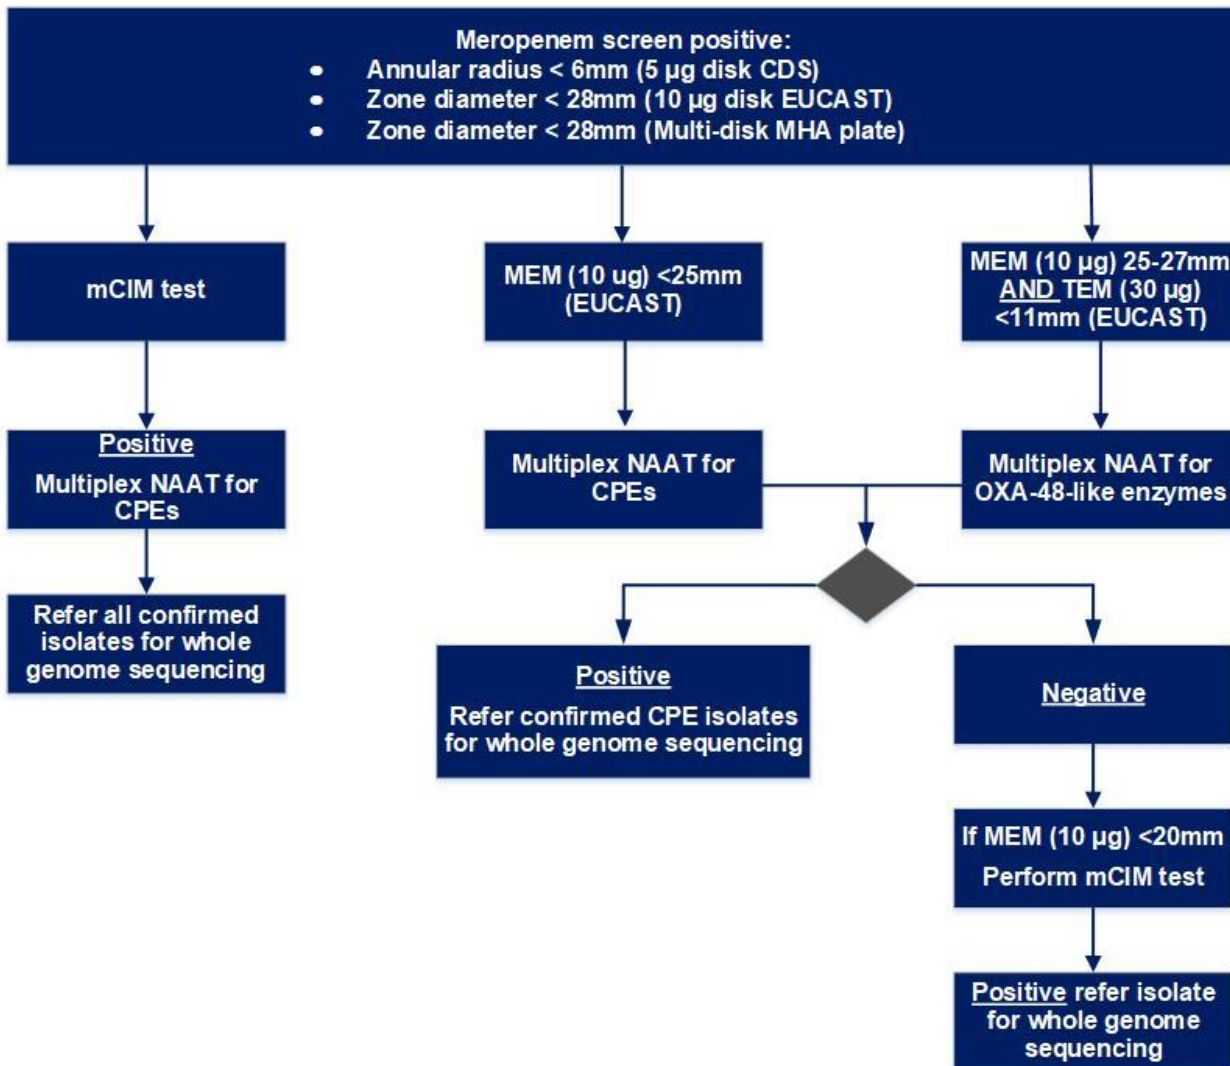 Meropenem screen positive:
• Annular radius < 6mm (5 µg disk CDS)
• Zone diameter < 28mm (10 µg disk EUCAST)
• Zone diameter < 28mm (Multi-disk MHA plate)
mCIM test
MEM (10 ug) <25mm
(EUCAST)
MEM (10 µg) 25-27mm
AND TEM (30 µg)
<11mm (EUCAST)
Positive
Multiplex NAAT for
CPEs
Multiplex NAAT for
CPEs
Multiplex NAAT for
OXA-48-like enzymes
Refer all confirmed
isolates for whole
genome sequencing
Positive
Refer confirmed CPE isolates
for whole genome sequencing
Negative
If MEM (10 µg) <20mm
Perform mCIM test
Positive refer isolate
for whole genome
sequencing